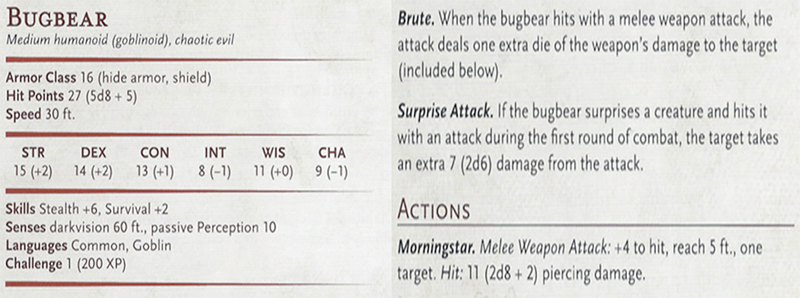 BUGBEAR
Medium humanoid (goblinoid), chaotic evil
Armor Class 16 (hide armor, shield)
Hit Points 27 (5d8 + 5)
Speed 30 ft.
STR DEX CON INT WIS CHA
15 (+2) 14 (+2) 13 (+1) 8 (−1) 11 (+0) 9 (−1)
Skills Stealth +6, Survival +2
Senses darkvision 60 ft., passive Perception 10
Languages Common, Goblin
Challenge 1 (200 XP)
Brute. When the bugbear hits with a melee weapon attack, the
attack deals one extra die of the weapon's damage to the target
(included below).
Surprise Attack. If the bugbear surprises a creature and hits it
with an attack during the first round of combat, the target takes
an extra 7 (2d6) damage from the attack.
ACTIONS
Morningstar. Melee Weapon Attack: +4 to hit, reach 5 ft., one
target. Hit: 11 (2d8 + 2) piercing damage.